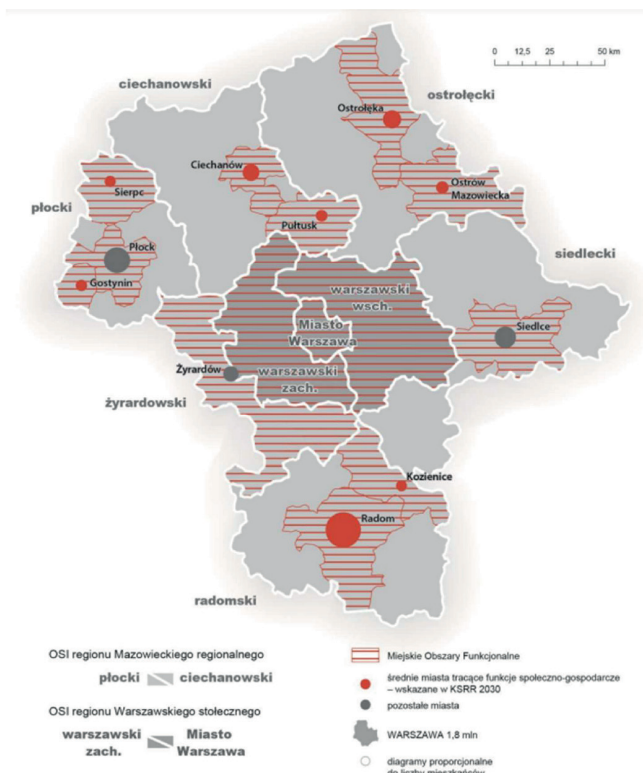 0 12,5 25 50 km
ciechanowski
ostrołęcki
Ostrołęka
Ciechanów
Sierpc
Ostrów
Mazowiecka
płocki
Pułtusk
Płock
siedlecki
Gostynin
warszawski
wsch.
Miasto
Warszawa
Siedlce
Żyrardów
warszawski
zach.
żyrardowski
Kozienice
Radom
radomski
OSI regionu Mazowieckiego regionalnego
płocki ciechanowski
OSI regionu Warszawskiego stołecznego
warszawski Miasto
zach. Warszawa
Miejskie Obszary Funkcjonalne
średnie miasta tracące funkcje społeczno-gospodarcze
– wskazane w KSRR 2030
pozostałe miasta
WARSZAWA 1,8 mln
diagramy proporcjonalne
do liczby mieszkańców